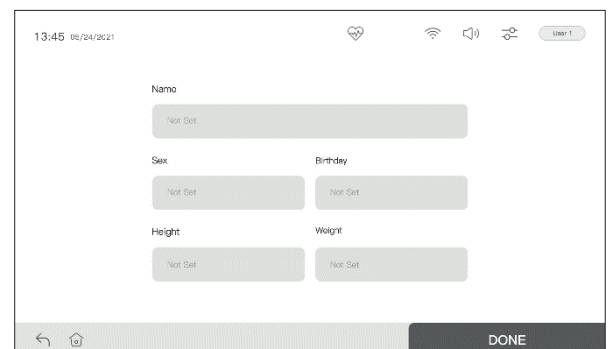 13:45 05/24/2021
User 1
Name
Not Set
Sex Birthday
Not Set Not Set
Height Weight
Not Set Not Set
DONE